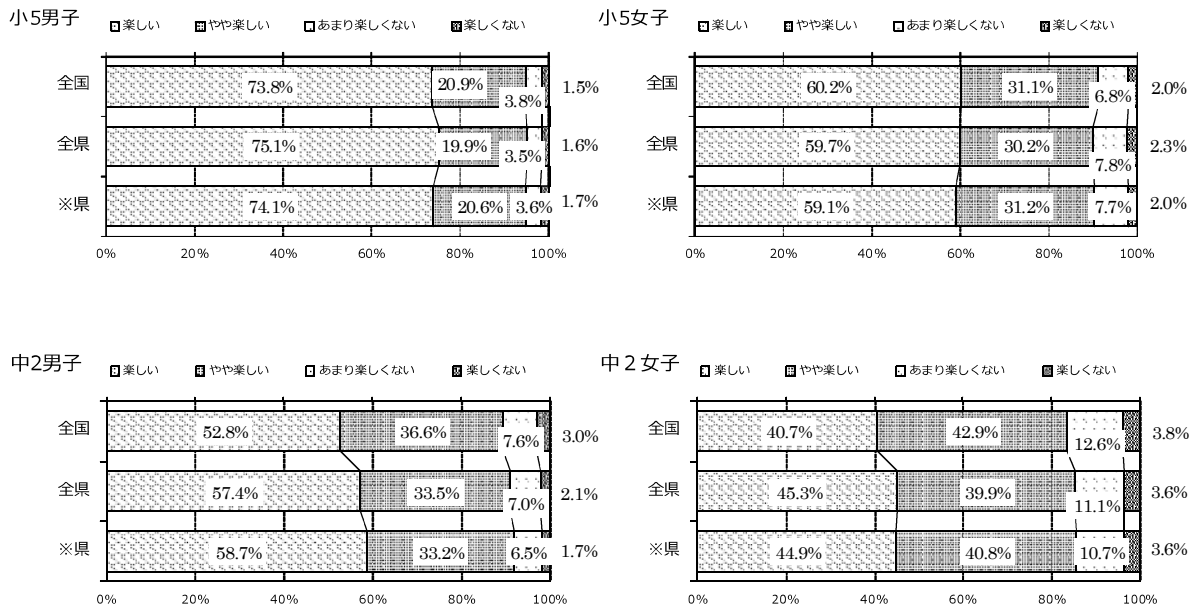 小5男子
楽しい やや楽しい あまり楽しくない 楽しくない
全国 73.8% 20.9% 3.8% 1.5%
全県 75.1% 19.9% 3.5% 1.6%
※県 74.1% 20.6% 3.6% 1.7%
0% 20% 40% 60% 80% 100%
小5女子
楽しい やや楽しい あまり楽しくない 楽しくない
全国 60.2% 31.1% 6.8% 2.0%
全県 59.7% 30.2% 7.8% 2.3%
※県 59.1% 31.2% 7.7% 2.0%
0% 20% 40% 60% 80% 100%
中2男子
楽しい やや楽しい あまり楽しくない 楽しくない
全国 52.8% 36.6% 7.6% 3.0%
全県 57.4% 33.5% 7.0% 2.1%
※県 58.7% 33.2% 6.5% 1.7%
0% 20% 40% 60% 80% 100%
中2女子
楽しい やや楽しい あまり楽しくない 楽しくない
全国 40.7% 42.9% 12.6% 3.8%
全県 45.3% 39.9% 11.1% 3.6%
※県 44.9% 40.8% 10.7% 3.6%
0% 20% 40% 60% 80% 100%